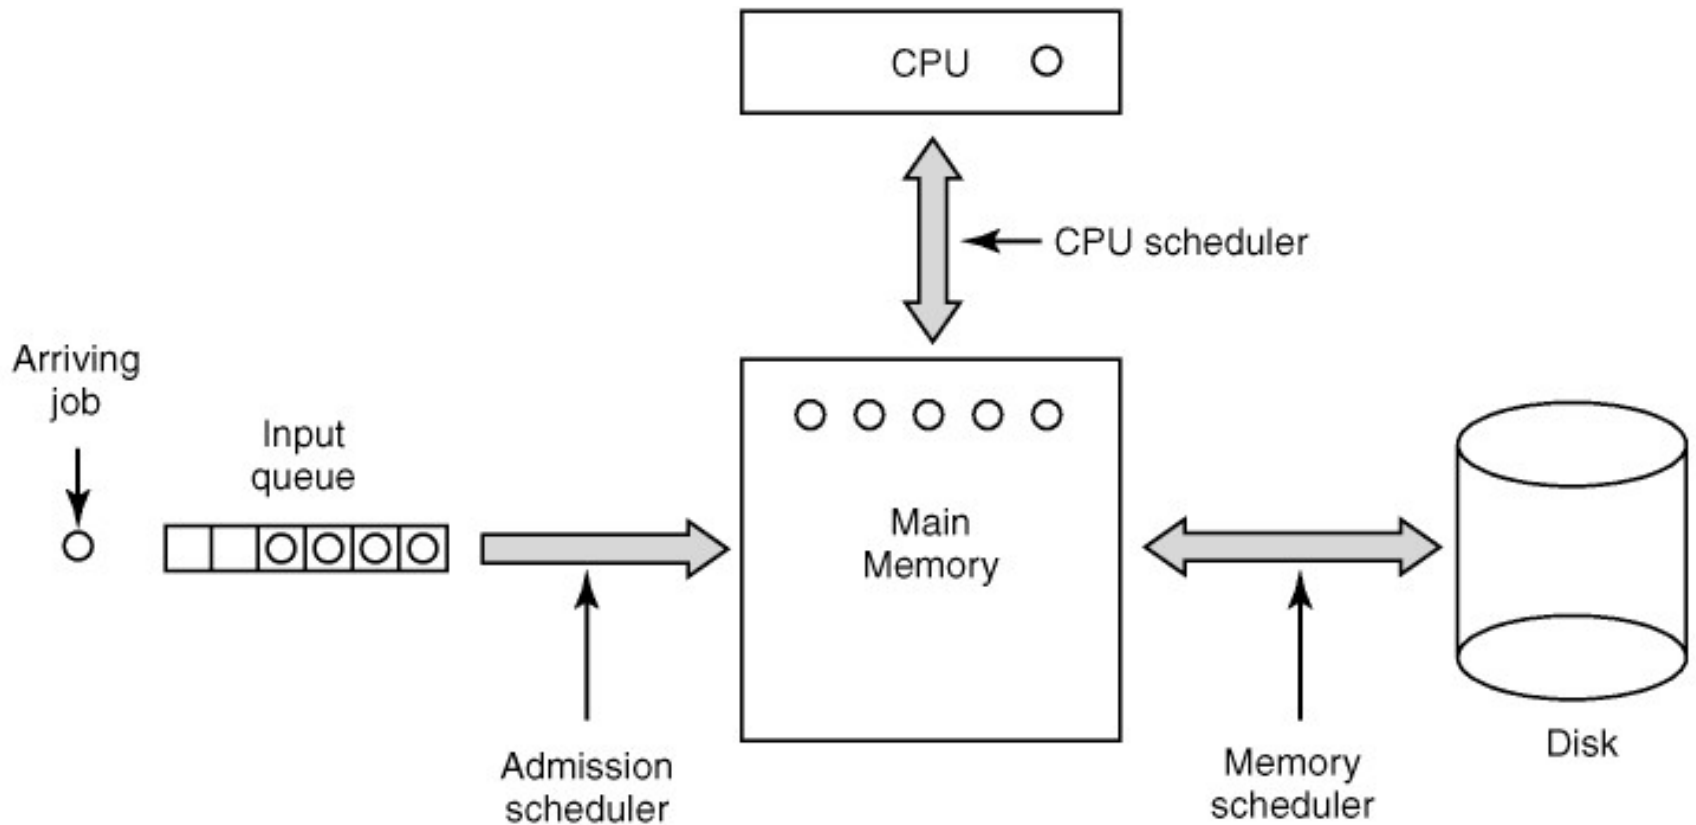 CPU
CPU scheduler
Arriving
job
Input
queue
Main
Memory
Admission
scheduler
Memory
scheduler
Disk